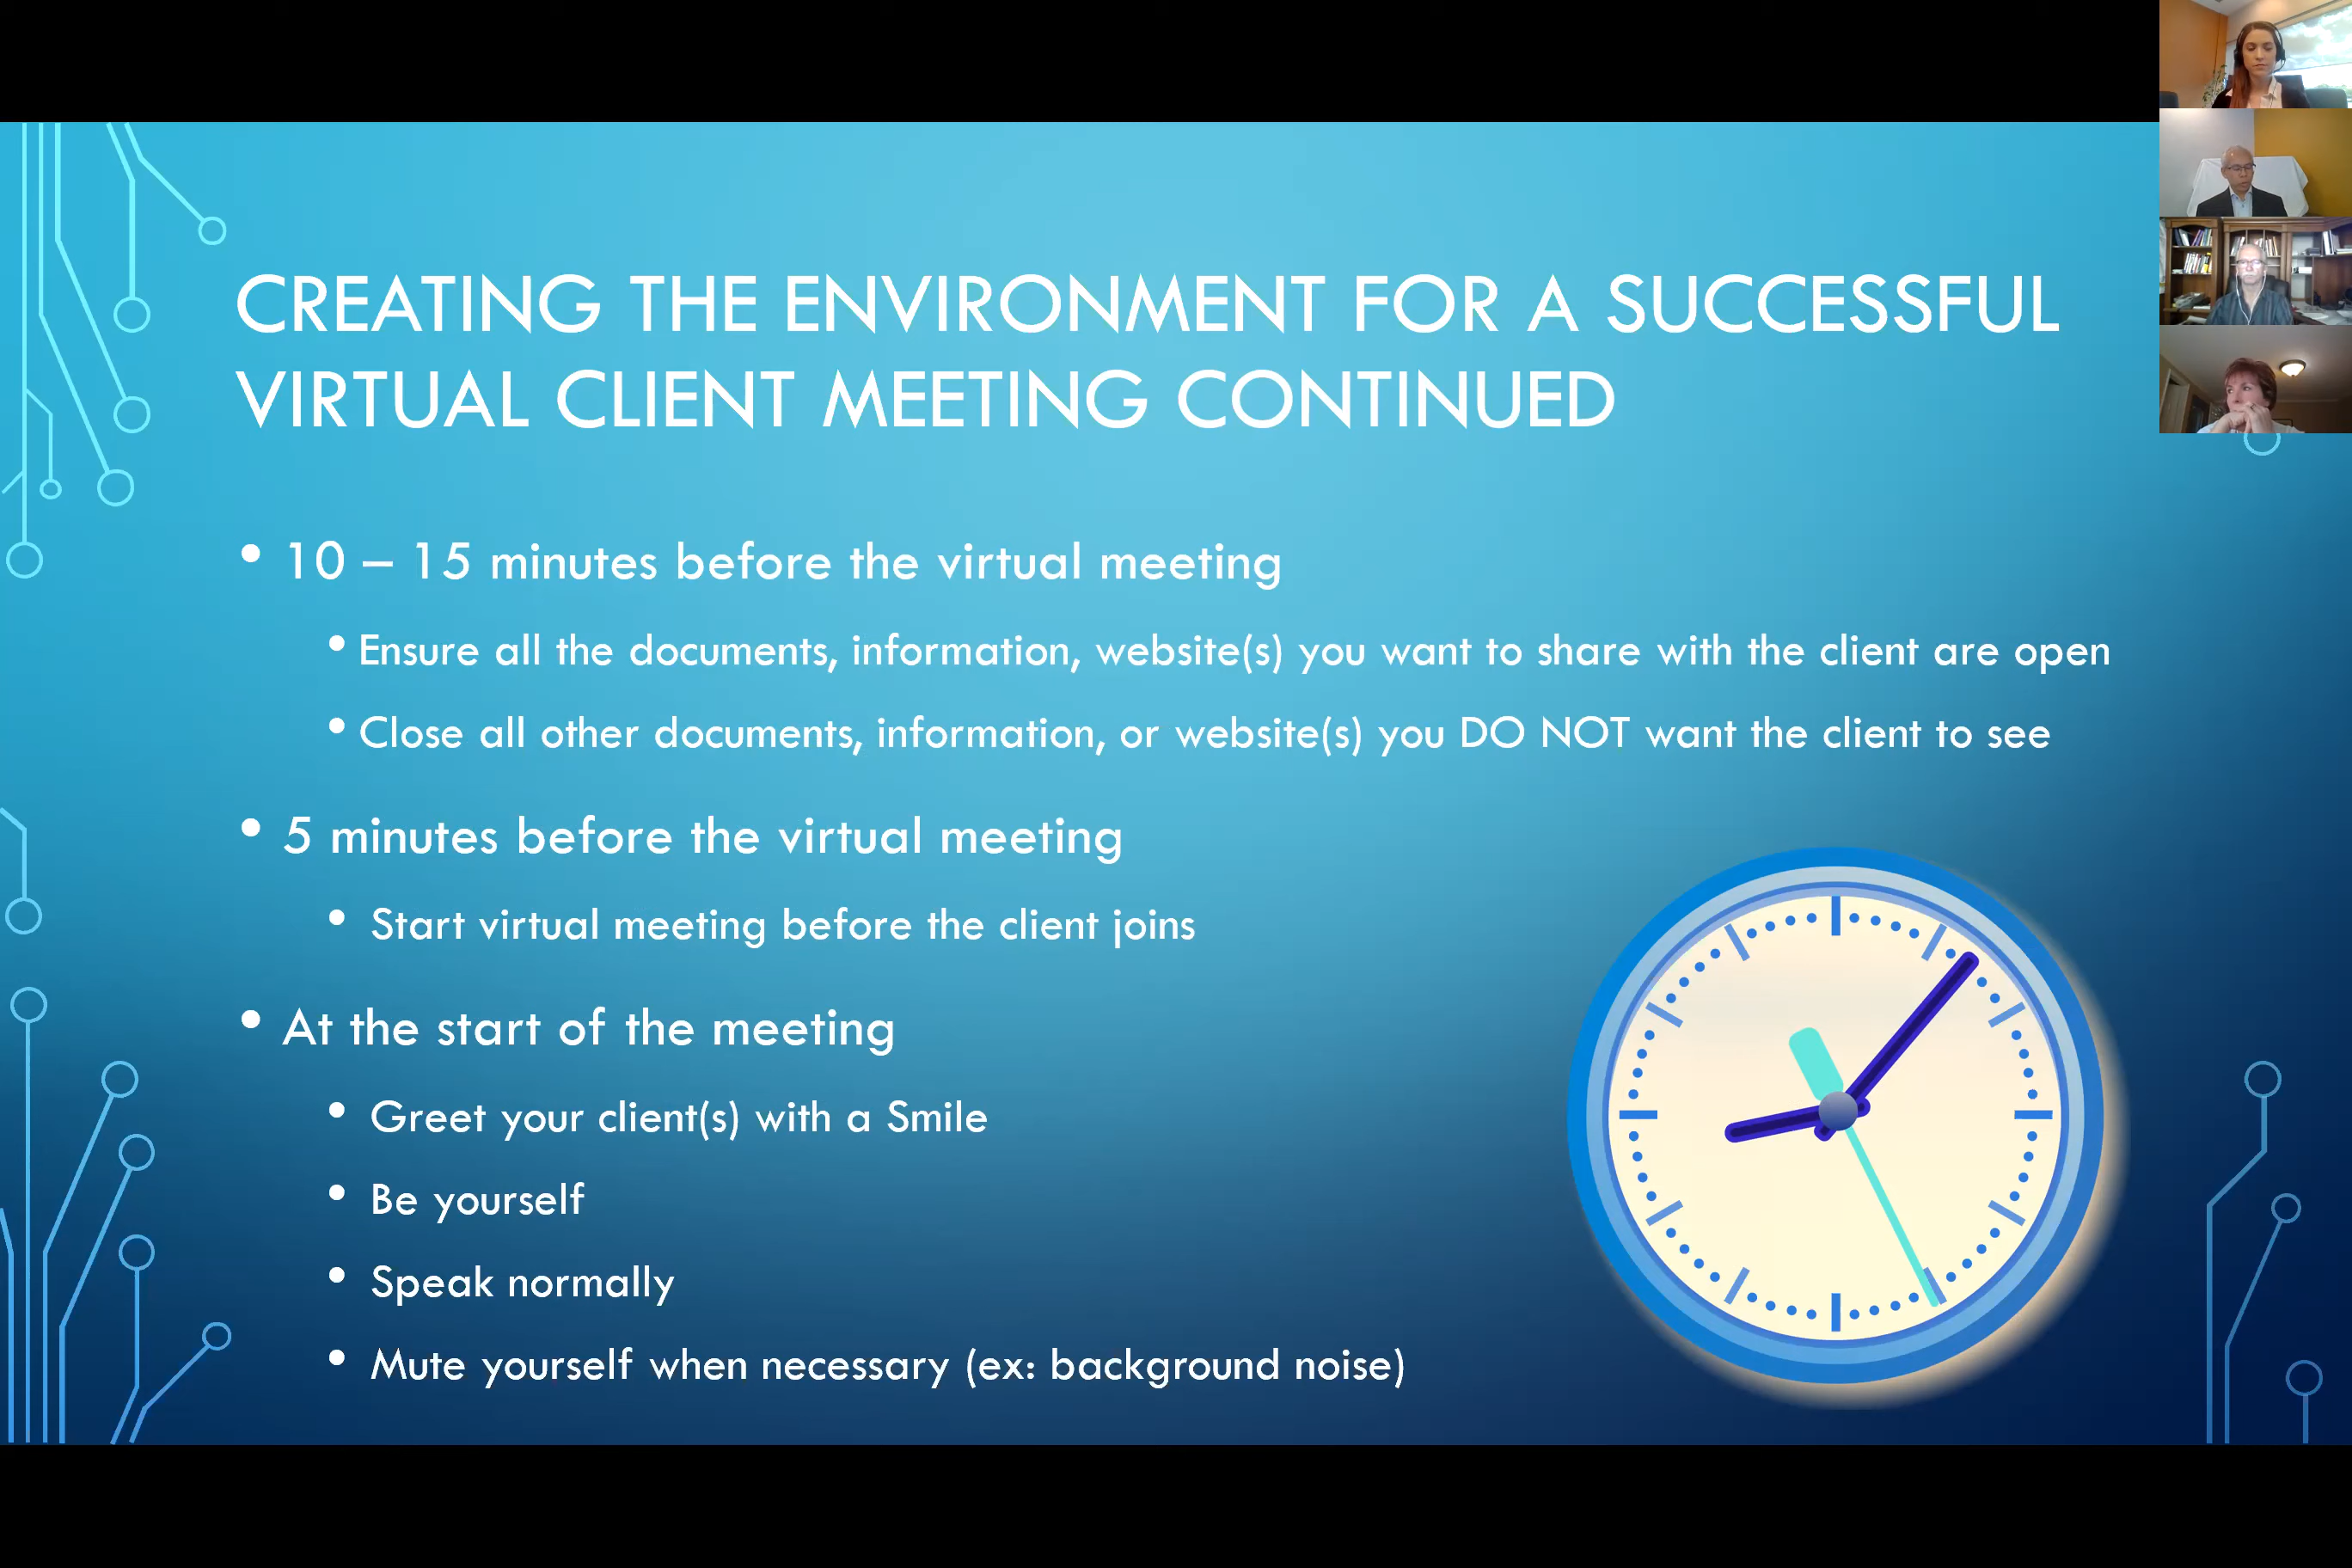 CREATING THE ENVIRONMENT FOR A SUCCESSFUL
VIRTUAL CLIENT MEETING CONTINUED
• 10 – 15 minutes before the virtual meeting
• Ensure all the documents, information, website(s) you want to share with the client are open
• Close all other documents, information, or website(s) you DO NOT want the client to see
• 5 minutes before the virtual meeting
• Start virtual meeting before the client joins
• At the start of the meeting
• Greet your client(s) with a Smile
• Be yourself
• Speak normally
• Mute yourself when necessary (ex: background noise)